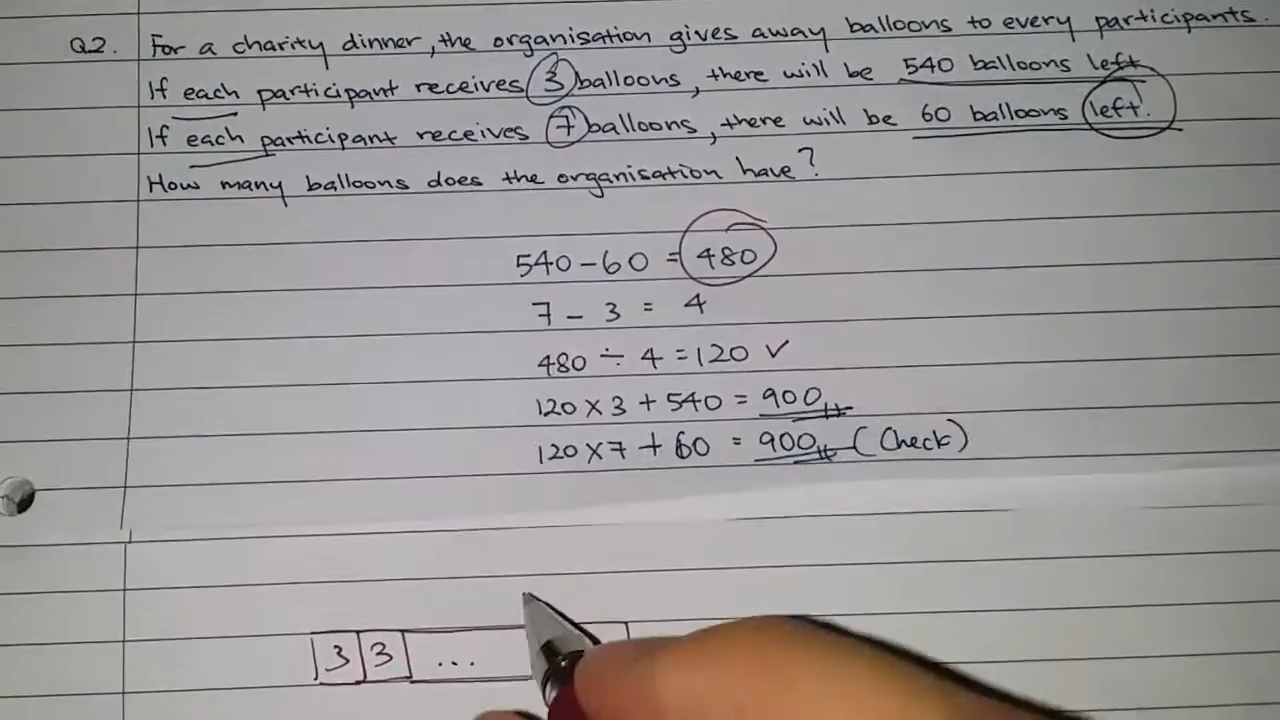 Q2. For a charity dinner, the organisation gives away balloons to every participants.
If each participant receives 3 balloons, there will be 540 balloons left
If each participant receives 7 balloons, there will be 60 balloons left.
How many balloons does the organisation have?
540 - 60 = 480
7 - 3 = 4
480 ÷ 4 = 120 ✓
120 x 3 + 540 = 900
120 x 7 + 60 = 900 (Check)
3 3 ...